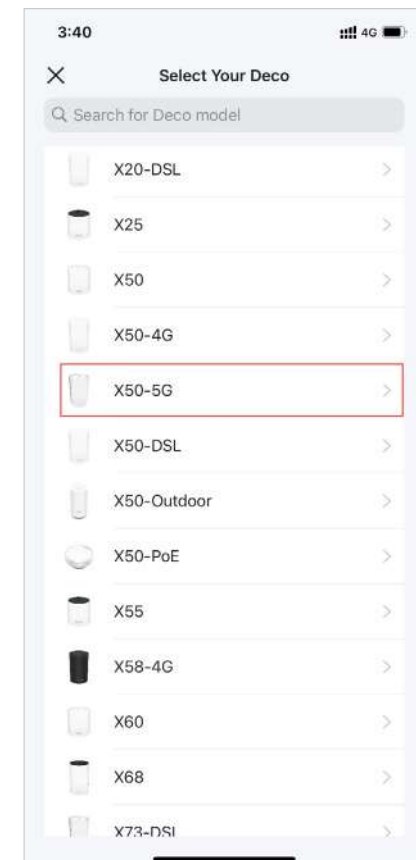 3:40
4G
Select Your Deco
Search for Deco model
X20-DSL
X25
X50
X50-4G
X50-5G
X50-DSL
X50-Outdoor
X50-PoE
X55
X58-4G
X60
X68
X73-DSL